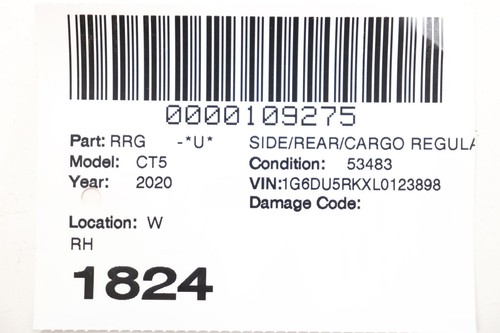 0000109275
Part: RRG -*U* SIDE/REAR/CARGO REGULA
Model: CT5 Condition: 53483
Year: 2020 VIN:1G6DU5RKXL0123898
Damage Code:
Location: W
RH
1824